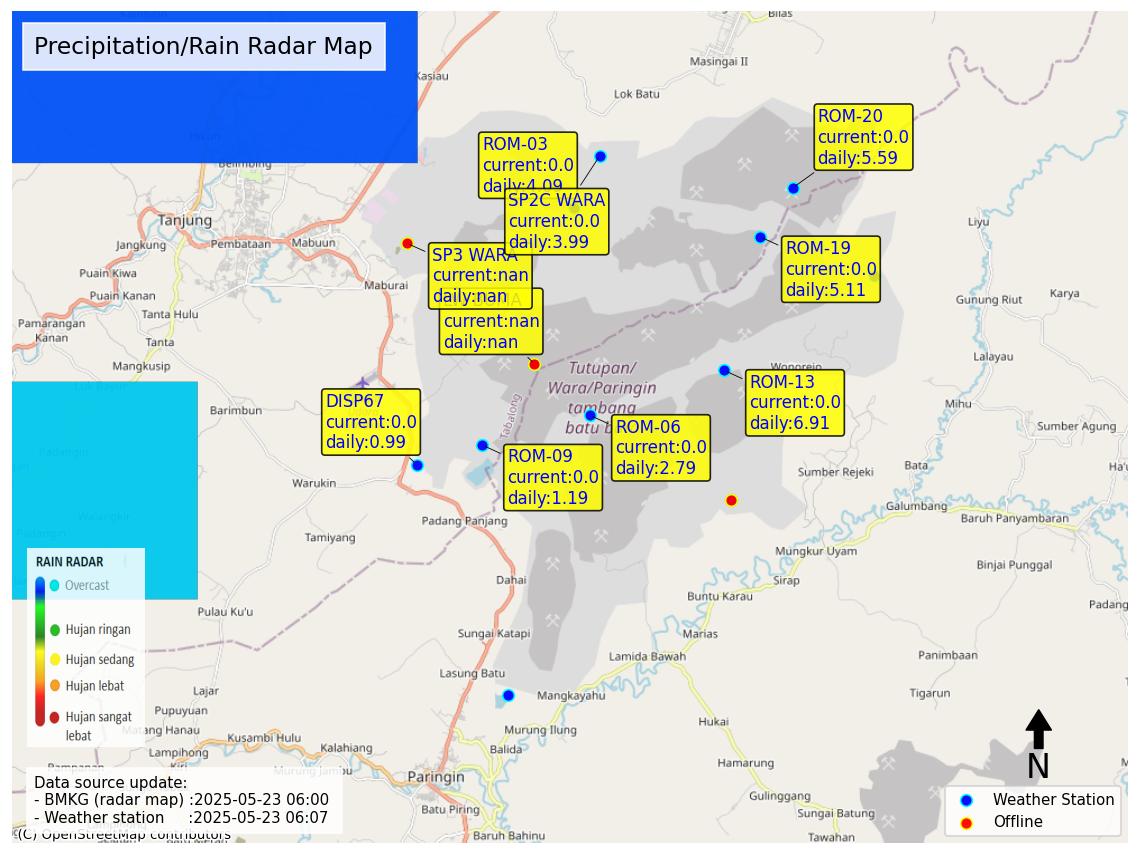 Precipitation/Rain Radar Map
Bilas
Masingai II
Kasiau
Lok Batu
Belimbing
ROM-20
current:0.0
daily:5.59
ROM-03
current:0.0
daily:4.09
SP2C WARA
current:0.0
daily:3.99
Tanjung
Jangkung
Pembataan
Mabuun
Liyu
SP3 WARA
current:nan
daily:nan
ROM-19
current:0.0
daily:5.11
Puain Kiwa
Maburai
Puain Kanan
Tanta Hulu
Gunung Riut
Karya
current:nan
daily:nan
Pamarangan
Kanan
Tanta
Mangkusip
Lalayau
Wonorejo
Tutupan/
Wara/Paringin
tambang
batu b
ROM-13
current:0.0
daily:6.91
DISP67
current:0.0
daily:0.99
Barimbun
Tabalong
Mihu
ROM-06
current:0.0
daily:2.79
Sumber Agung
ROM-09
current:0.0
daily:1.19
Padangin
Warukin
Sumber Rejeki
Bata
Walangkir
Padang Panjang
Galumbang
Baruh Panyambaran
Padangin
Tamiyang
Mungkur Uyam
Binjai Punggal
RAIN RADAR
Overcast
Hujan ringan
Hujan sedang
Hujan lebat
Hujan sangat
lebat
Dahai
Sirap
Buntu Karau
Padang
Pulau Ku'u
Sungai Katapi
Marias
Lamida Bawah
Panimbaan
Lasung Batu
Lajar
Mangkayahu
Tigarun
Pupuyuan
Matang Hanau
Murung Ilung
Hukai
Kusambi Hulu
Lampihong
Kalahiang
Balida
Hamarung
Murung Jambu
Paringin
N
Gulinggang
Batu Piring
Sungai Batung
Baruh Bahinu
Tawahan
Data source update:
- BMKG (radar map) :2025-05-23 06:00
- Weather station :2025-05-23 06:07
(C) OpenStreetMap contributors
Weather Station
Offline